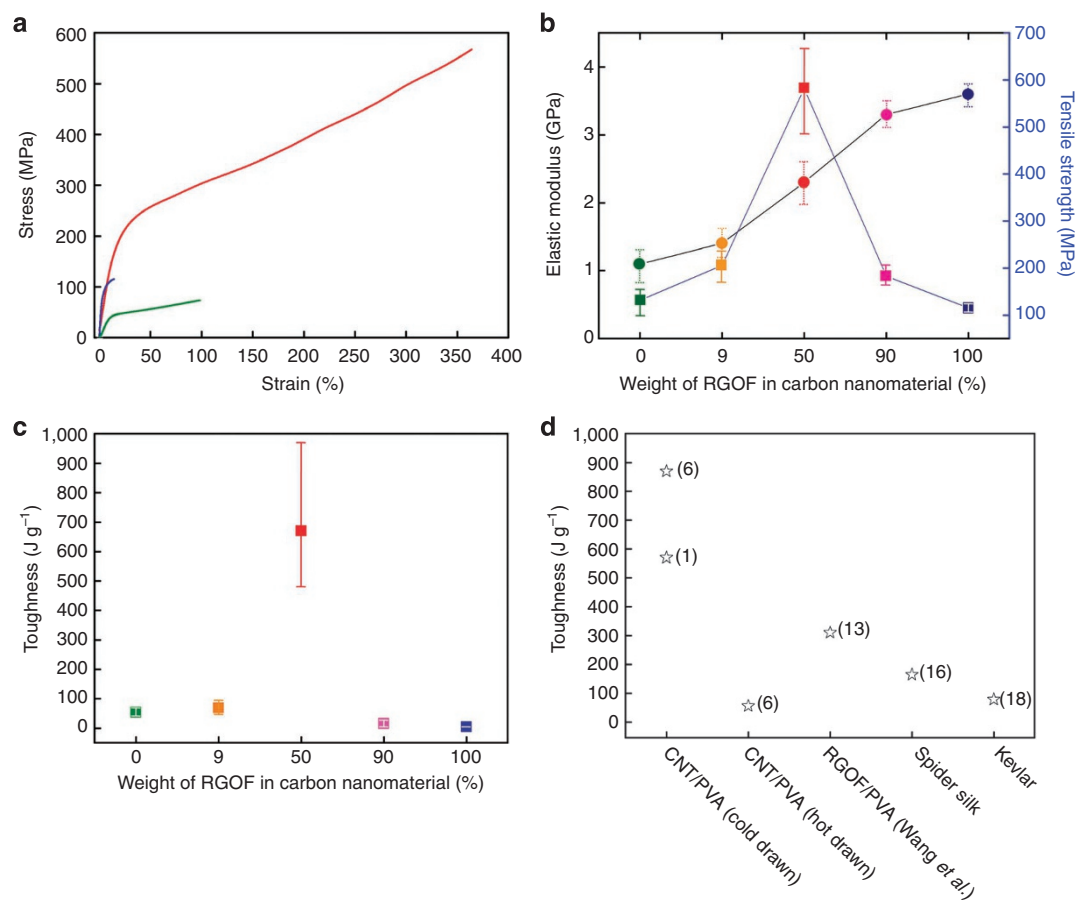 a
600
500
400
300
200
100
0
Stress (MPa)
0 50 100 150 200 250 300 350 400
Strain (%)
b
4
3
2
1
0
Elastic modulus (GPa)
700
600
500
400
300
200
100
Tensile strength (MPa)
0 9 50 90 100
Weight of RGOF in carbon nanomaterial (%)
c
1,000
900
800
700
600
500
400
300
200
100
0
Toughness (J g⁻¹)
0 9 50 90 100
Weight of RGOF in carbon nanomaterial (%)
d
1,000
900
800
700
600
500
400
300
200
100
0
Toughness (J g⁻¹)
(6)
(1)
(6)
(13)
(16)
(18)
CNT/PVA (cold drawn)
CNT/PVA (hot drawn)
RGOF/PVA (Wang et al.)
Spider silk
Kevlar